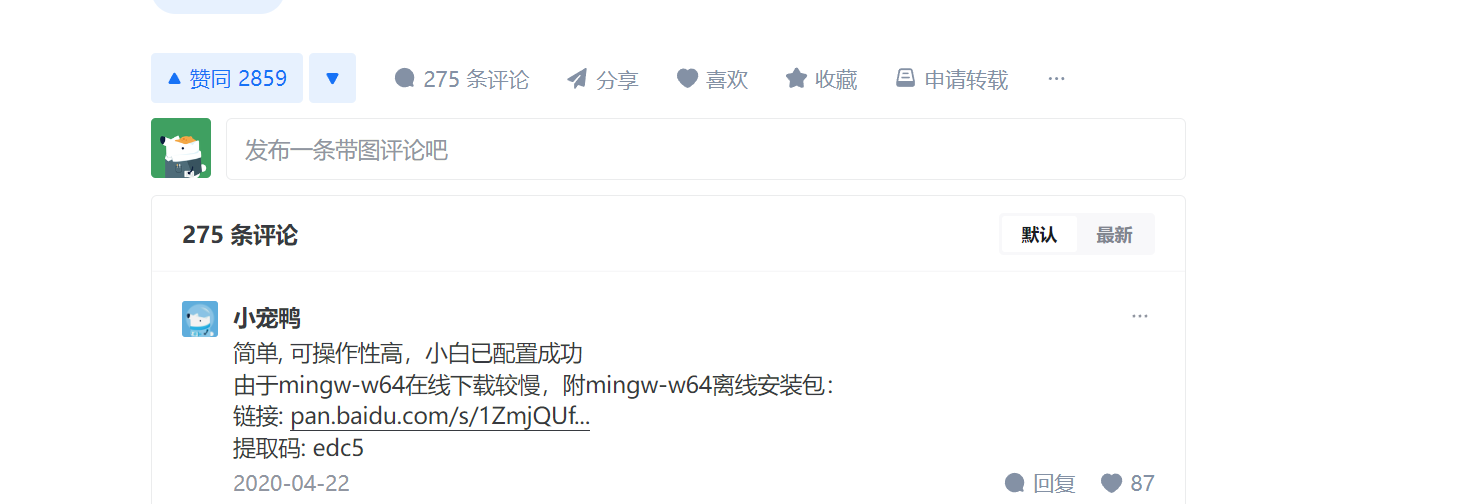 赞同 2859
275 条评论
分享
喜欢
收藏
申请转载
发布一条带图评论吧
275 条评论
默认
最新
小宠鸭
简单, 可操作性高，小白已配置成功
由于mingw-w64在线下载较慢，附mingw-w64离线安装包：
链接: pan.baidu.com/s/1ZmjQUf...
提取码: edc5
2020-04-22
回复
87